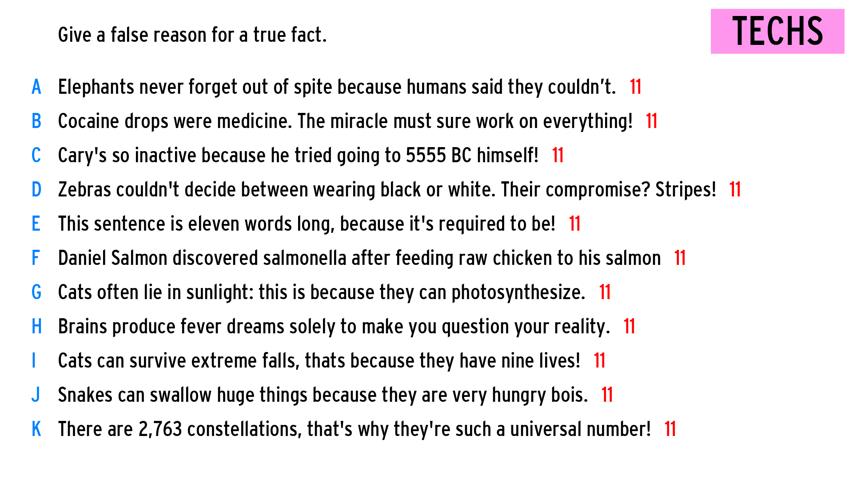 Give a false reason for a true fact.
TECHS
A Elephants never forget out of spite because humans said they couldn't. 11
B Cocaine drops were medicine. The miracle must sure work on everything! 11
C Cary's so inactive because he tried going to 5555 BC himself! 11
D Zebras couldn't decide between wearing black or white. Their compromise? Stripes! 11
E This sentence is eleven words long, because it's required to be! 11
F Daniel Salmon discovered salmonella after feeding raw chicken to his salmon 11
G Cats often lie in sunlight: this is because they can photosynthesize. 11
H Brains produce fever dreams solely to make you question your reality. 11
I Cats can survive extreme falls, thats because they have nine lives! 11
J Snakes can swallow huge things because they are very hungry bois. 11
K There are 2,763 constellations, that's why they're such a universal number! 11